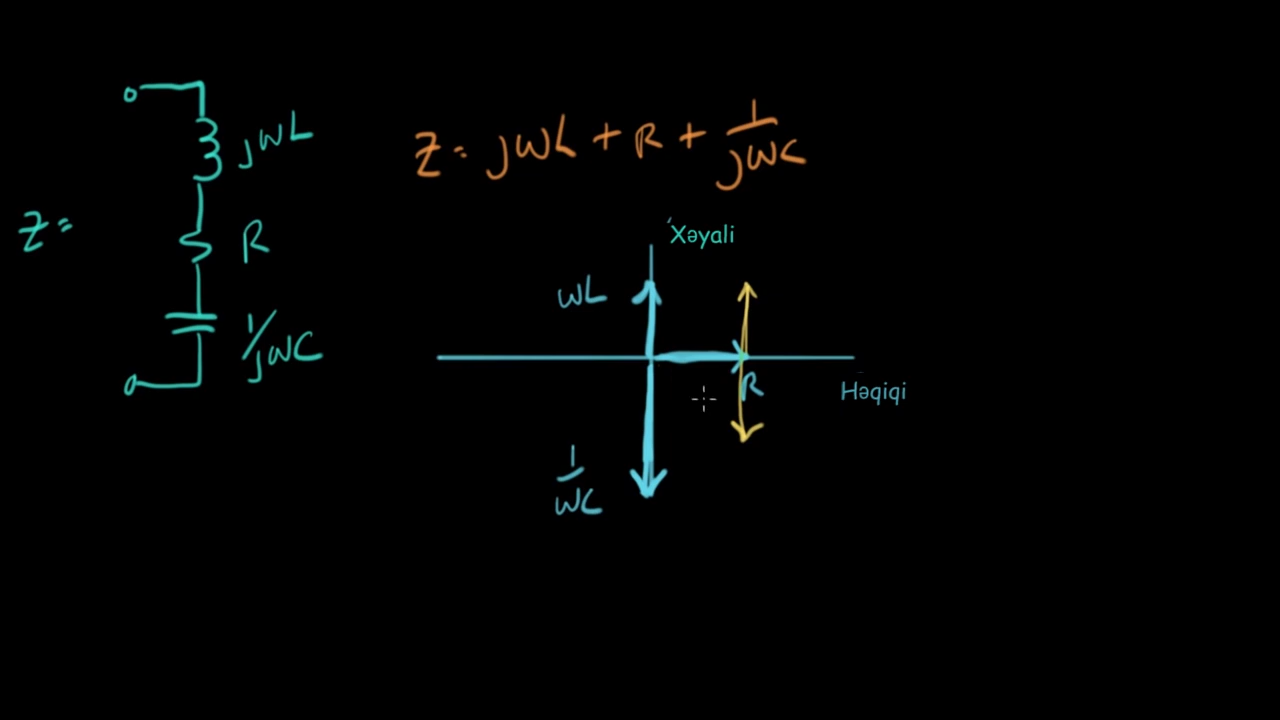 jωL
Z = jωL + R + 1/jωC
Z =
R
1/jωC
Xəyali
ωL
R
Həqiqi
1/ωC